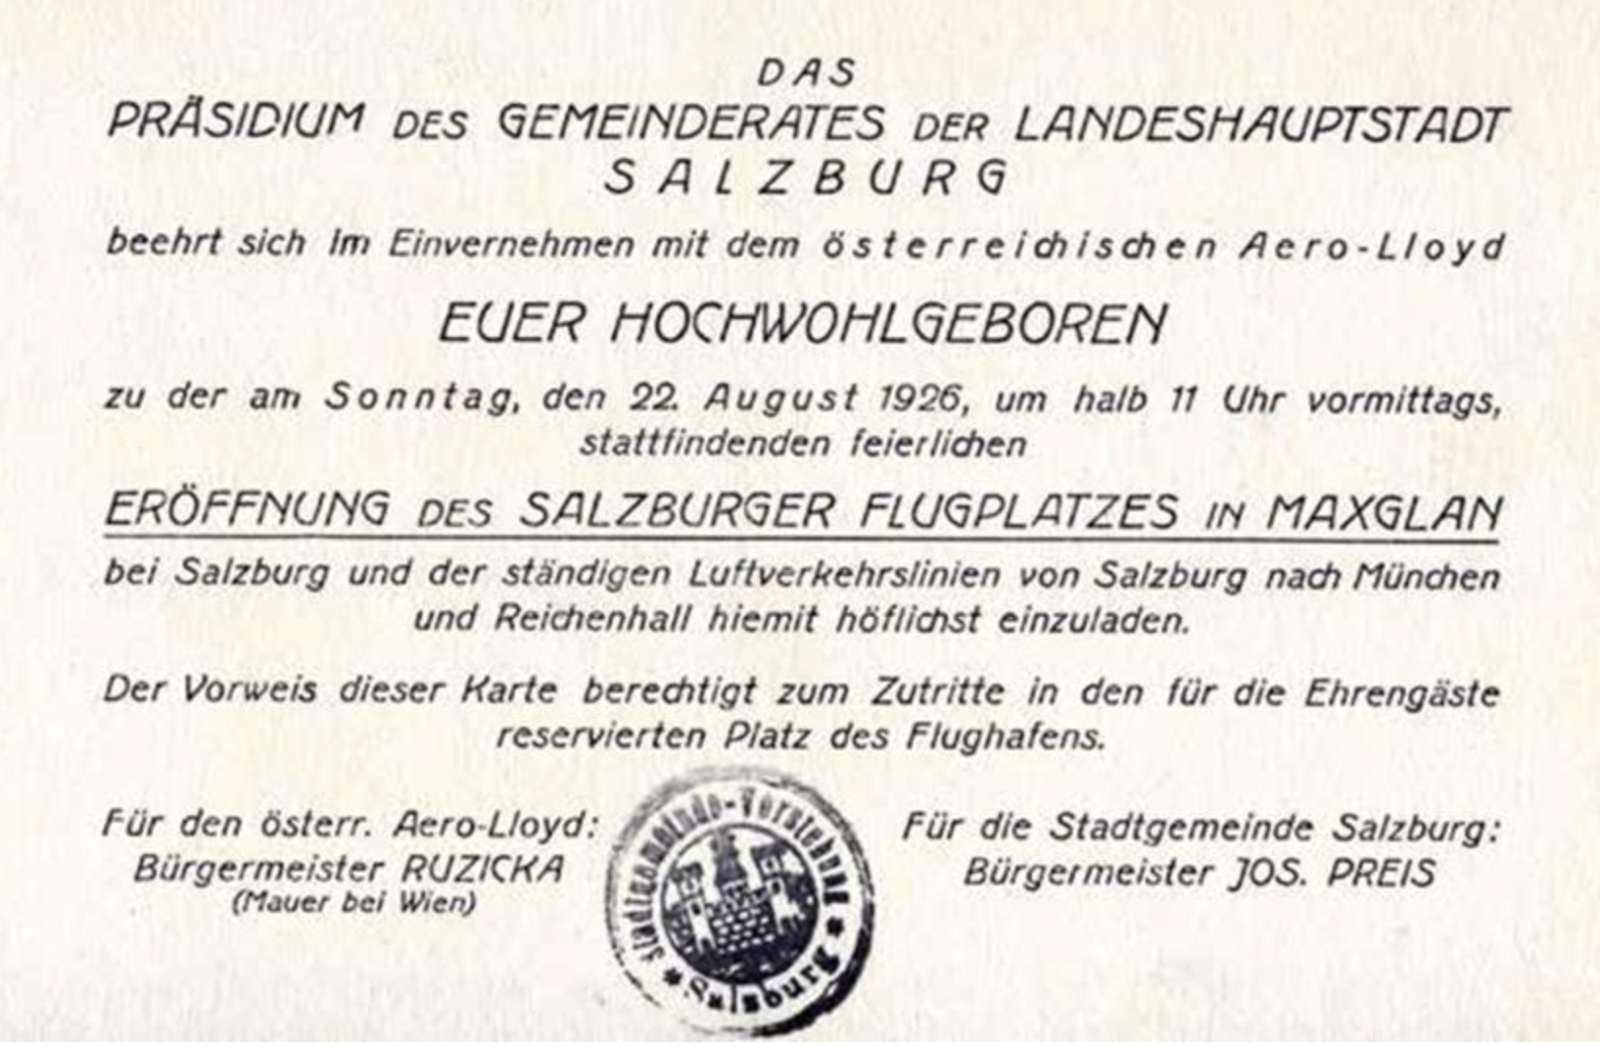 DAS
PRÄSIDIUM DES GEMEINDERATES DER LANDESHAUPTSTADT
SALZBURG
beehrt sich im Einvernehmen mit dem österreichischen Aero-Lloyd
EUER HOCHWOHLGEBOREN
zu der am Sonntag, den 22. August 1926, um halb 11 Uhr vormittags,
stattfindenden feierlichen
ERÖFFNUNG DES SALZBURGER FLUGPLATZES IN MAXGLAN
bei Salzburg und der ständigen Luftverkehrslinien von Salzburg nach München
und Reichenhall hiemit höflichst einzuladen.
Der Vorweis dieser Karte berechtigt zum Zutritte in den für die Ehrengäste
reservierten Platz des Flughafens.
Für den österr. Aero-Lloyd:
Bürgermeister RUZICKA
(Mauer bei Wien)
Stadtgemeinde-Vorstehung
* Salzburg *
Für die Stadtgemeinde Salzburg:
Bürgermeister JOS. PREIS